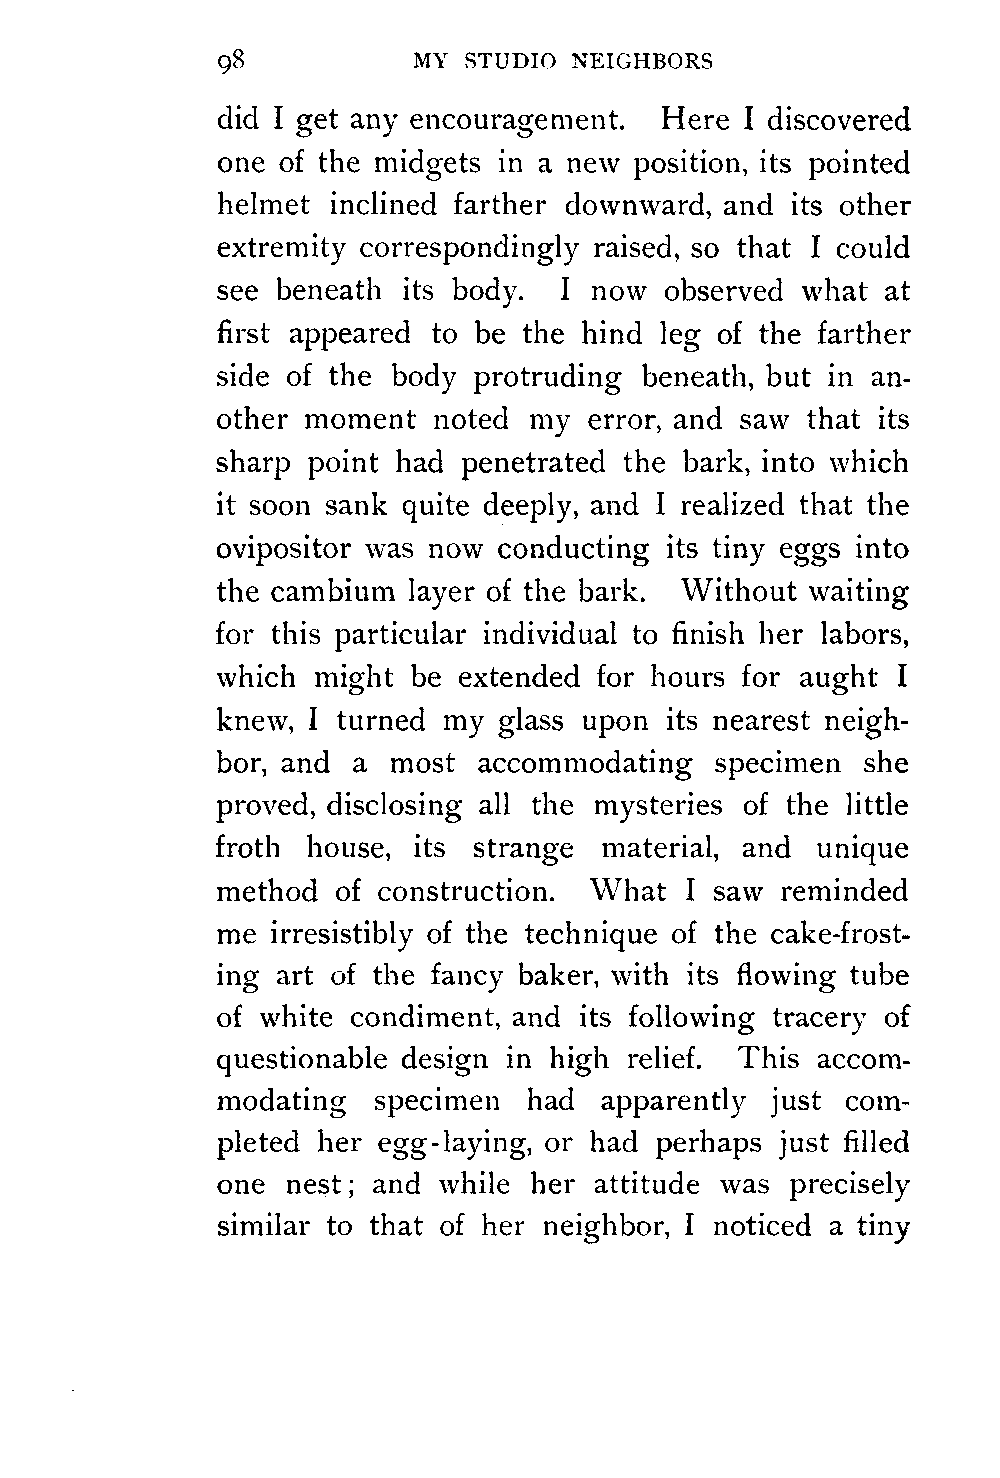 98 MY STUDIO NEIGHBORS
did I get any encouragement. Here I discovered
one of the midgets in a new position, its pointed
helmet inclined farther downward, and its other
extremity correspondingly raised, so that I could
see beneath its body. I now observed what at
first appeared to be the hind leg of the farther
side of the body protruding beneath, but in an-
other moment noted my error, and saw that its
sharp point had penetrated the bark, into which
it soon sank quite deeply, and I realized that the
ovipositor was now conducting its tiny eggs into
the cambium layer of the bark. Without waiting
for this particular individual to finish her labors,
which might be extended for hours for aught I
knew, I turned my glass upon its nearest neigh-
bor, and a most accommodating specimen she
proved, disclosing all the mysteries of the little
froth house, its strange material, and unique
method of construction. What I saw reminded
me irresistibly of the technique of the cake-frost-
ing art of the fancy baker, with its flowing tube
of white condiment, and its following tracery of
questionable design in high relief. This accom-
modating specimen had apparently just com-
pleted her egg-laying, or had perhaps just filled
one nest; and while her attitude was precisely
similar to that of her neighbor, I noticed a tiny